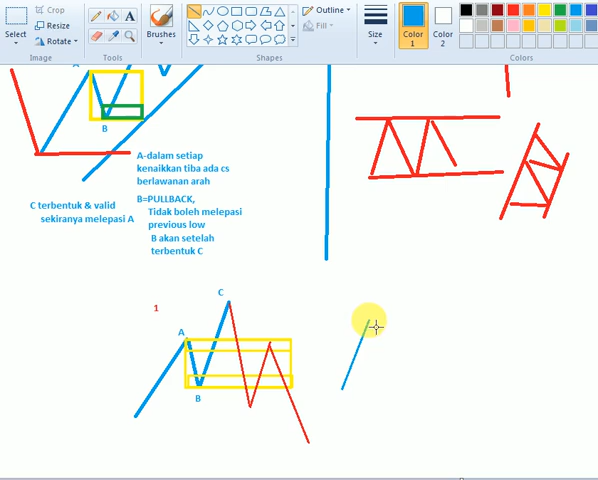 Select
Crop
Resize
Rotate
Image
Tools
Brushes
Shapes
Outline
Fill
Size
Color
1
Color
2
Colors
B
A-dalam setiap
kenaikkan tiba ada cs
berlawanan arah
B=PULLBACK,
Tidak boleh melepasi
previous low
B akan setelah
terbentuk C
C terbentuk & valid
sekiranya melepasi A
1
C
A
B